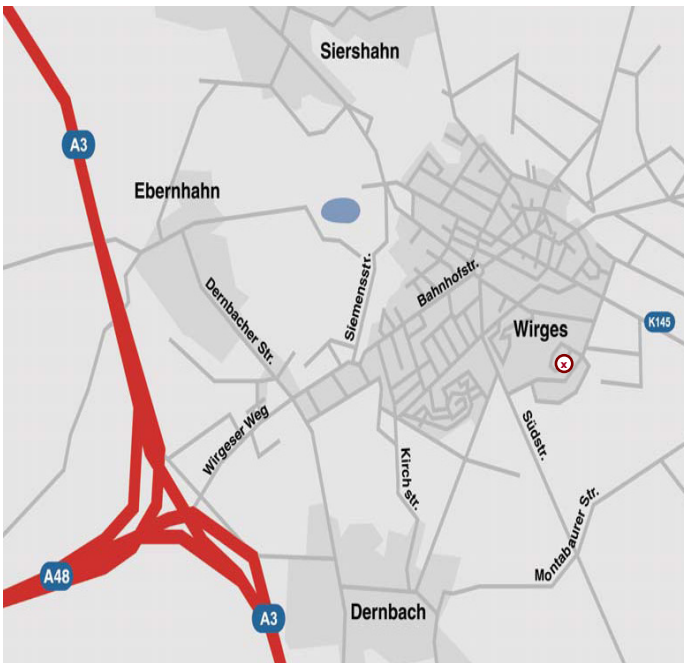 Siershahn
A3
Ebernhahn
Siemensstr.
Bahnhofstr.
Dernbacher Str.
K145
Wirges
x
Wirgeser Weg
Südstr.
Kirch str.
Montabaurer Str.
A48
A3
Dernbach